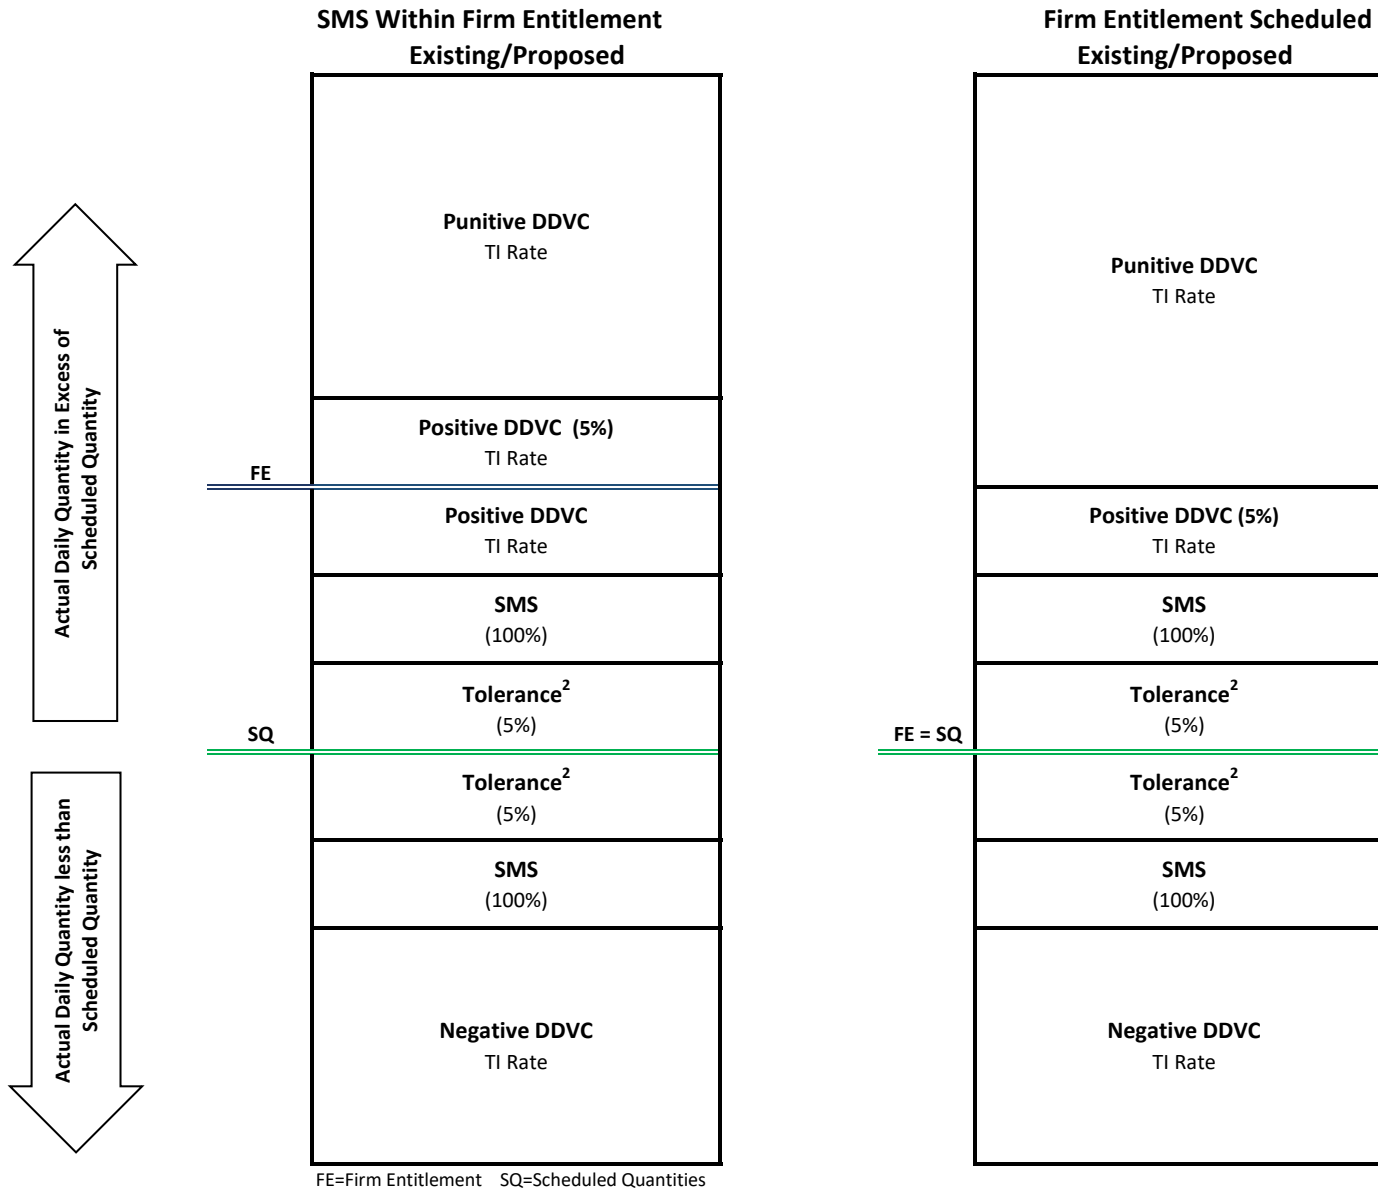 SMS Within Firm Entitlement
Existing/Proposed
Punitive DDVC
TI Rate
Positive DDVC (5%)
TI Rate
FE
Positive DDVC
TI Rate
SMS
(100%)
Tolerance²
(5%)
SQ
Tolerance²
(5%)
SMS
(100%)
Negative DDVC
TI Rate
FE=Firm Entitlement SQ=Scheduled Quantities
Actual Daily Quantity in Excess of
Scheduled Quantity
Actual Daily Quantity less than
Scheduled Quantity
Firm Entitlement Scheduled
Existing/Proposed
Punitive DDVC
TI Rate
Positive DDVC (5%)
TI Rate
SMS
(100%)
Tolerance²
(5%)
FE = SQ
Tolerance²
(5%)
SMS
(100%)
Negative DDVC
TI Rate